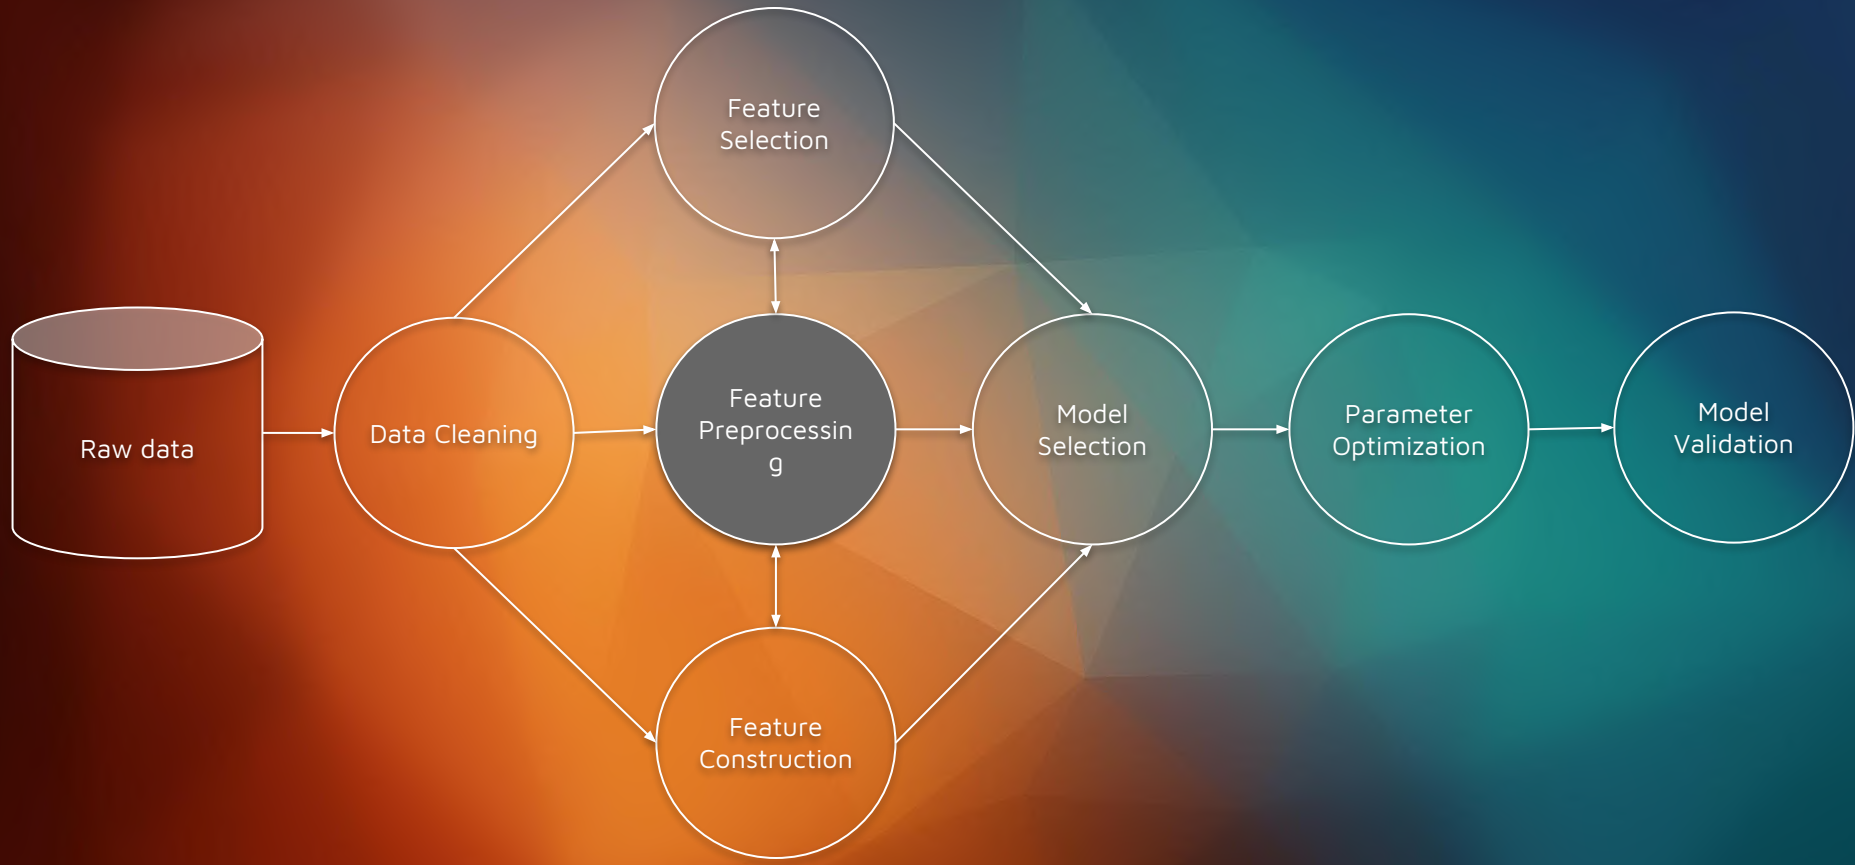 Feature
Selection
Raw data
Data Cleaning
Feature
Preprocessin
g
Model
Selection
Parameter
Optimization
Model
Validation
Feature
Construction